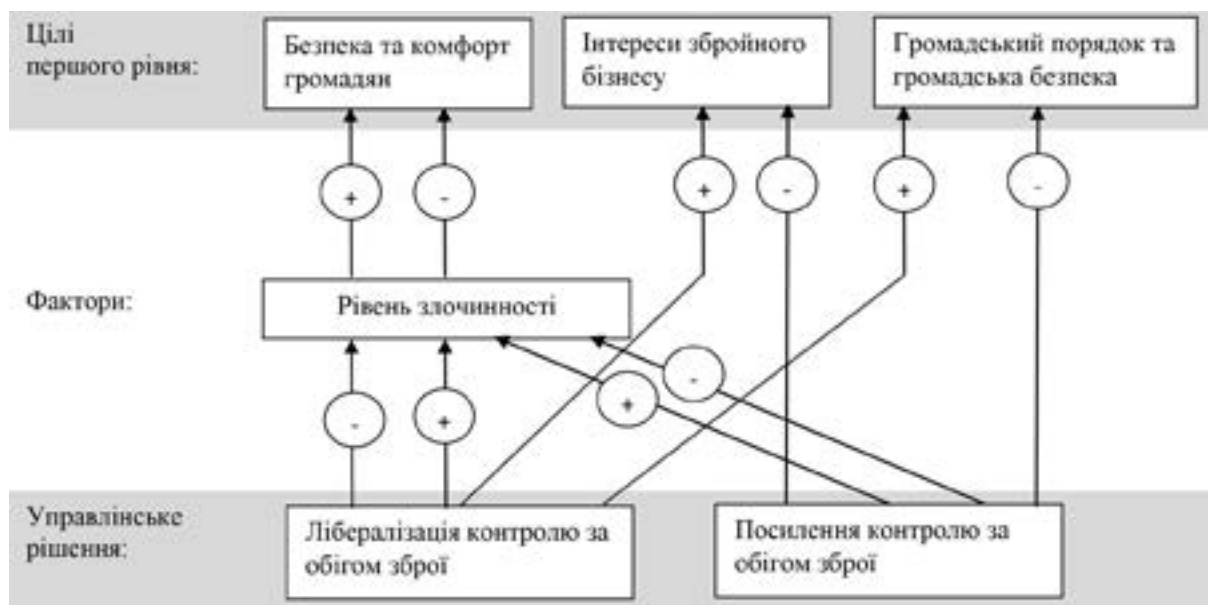 Цілі
першого рівня:
Безпека та комфорт
громадян
Інтереси збройного
бізнесу
Громадський порядок та
громадська безпека
+
-
+
-
+
-
Фактори:
Рівень злочинності
-
+
+
-
Управлінське
рішення:
Лібералізація контролю за
обігом зброї
Посилення контролю за
обігом зброї